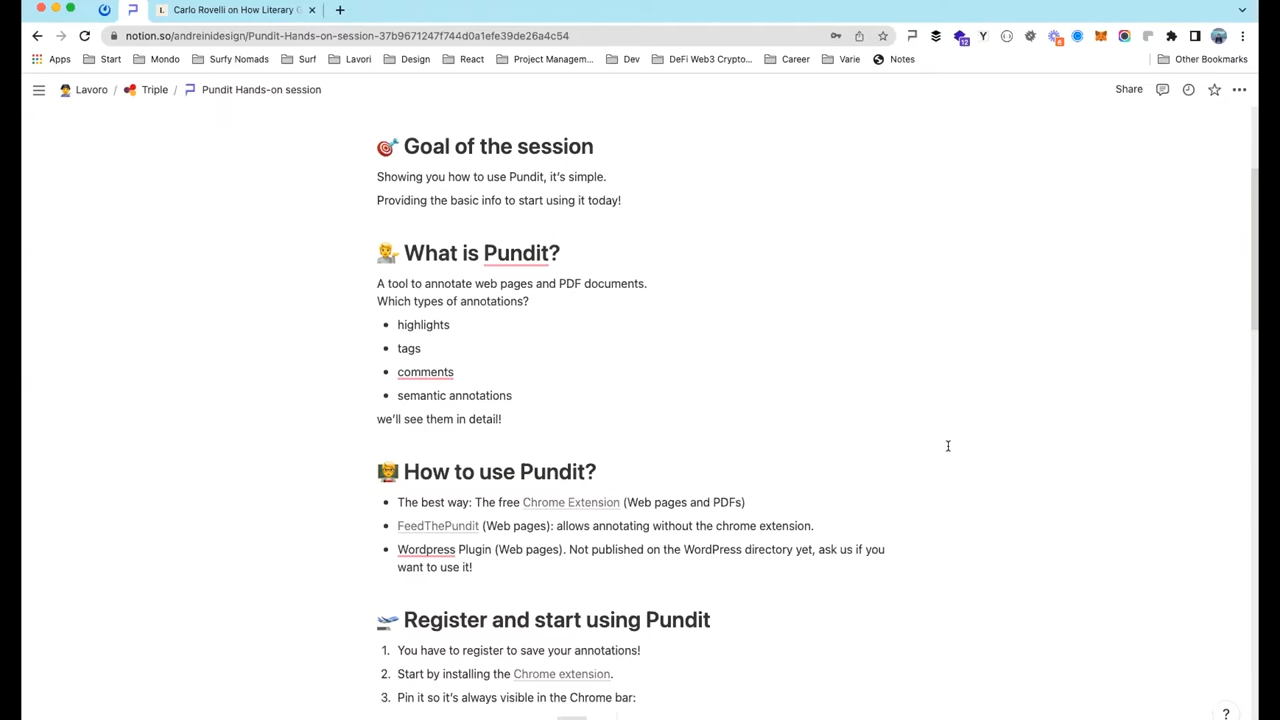 Carlo Rovelli on How Literary G
notion.so/andreinidesign/Pundit-Hands-on-session-37b9671247f744d0a1efe39de26a4c54
12
8
Apps Start Mondo Surfy Nomads Surf Lavori Design React Project Managem... Dev DeFi Web3 Crypto... Career Varie Notes Other Bookmarks
Lavoro / Triple / Pundit Hands-on session Share
Goal of the session
Showing you how to use Pundit, it's simple.
Providing the basic info to start using it today!
What is Pundit?
A tool to annotate web pages and PDF documents.
Which types of annotations?
• highlights
• tags
• comments
• semantic annotations
we'll see them in detail!
How to use Pundit?
• The best way: The free Chrome Extension (Web pages and PDFs)
• FeedThePundit (Web pages): allows annotating without the chrome extension.
• Wordpress Plugin (Web pages). Not published on the WordPress directory yet, ask us if you
want to use it!
Register and start using Pundit
1. You have to register to save your annotations!
2. Start by installing the Chrome extension.
3. Pin it so it's always visible in the Chrome bar:
?